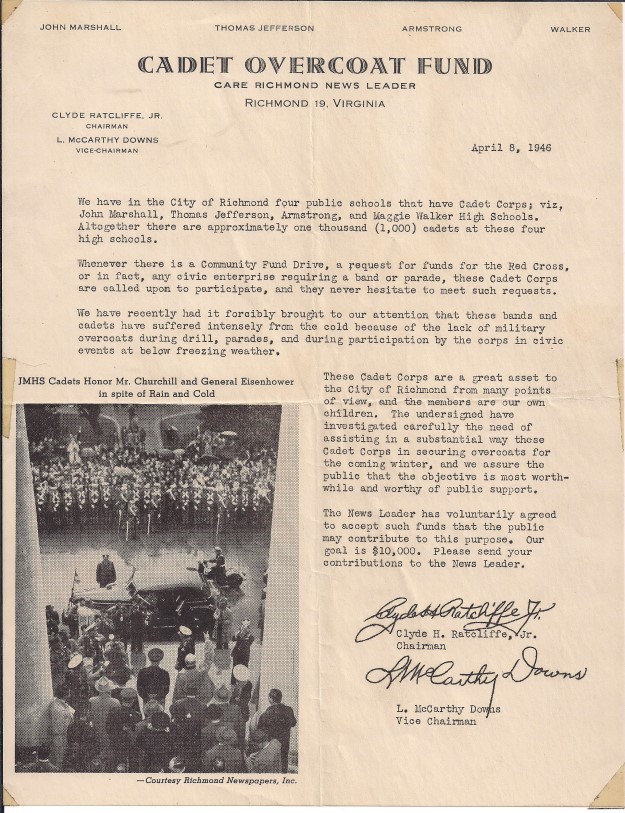 JOHN MARSHALL THOMAS JEFFERSON ARMSTRONG WALKER
CADET OVERCOAT FUND
CARE RICHMOND NEWS LEADER
RICHMOND 19, VIRGINIA
CLYDE RATCLIFFE, JR.
CHAIRMAN
L. McCARTHY DOWNS
VICE-CHAIRMAN
April 8, 1946
We have in the City of Richmond four public schools that have Cadet Corps; viz,
John Marshall, Thomas Jefferson, Armstrong, and Maggie Walker High Schools.
Altogether there are approximately one thousand (1,000) cadets at these four
high schools.
Whenever there is a Community Fund Drive, a request for funds for the Red Cross,
or in fact, any civic enterprise requiring a band or parade, these Cadet Corps
are called upon to participate, and they never hesitate to meet such requests.
We have recently had it forcibly brought to our attention that these bands and
cadets have suffered intensely from the cold because of the lack of military
overcoats during drill, parades, and during participation by the corps in civic
events at below freezing weather.
JMHS Cadets Honor Mr. Churchill and General Eisenhower
in spite of Rain and Cold
—Courtesy Richmond Newspapers, Inc.
These Cadet Corps are a great asset to
the City of Richmond from many points
of view, and the members are our own
children. The undersigned have
investigated carefully the need of
assisting in a substantial way these
Cadet Corps in securing overcoats for
the coming winter, and we assure the
public that the objective is most worth-
while and worthy of public support.
The News Leader has voluntarily agreed
to accept such funds that the public
may contribute to this purpose. Our
goal is $10,000. Please send your
contributions to the News Leader.
Clyde H Ratcliffe Jr.
Clyde H. Ratcliffe, Jr.
Chairman
L McCarthy Downs
L. McCarthy Downs
Vice Chairman